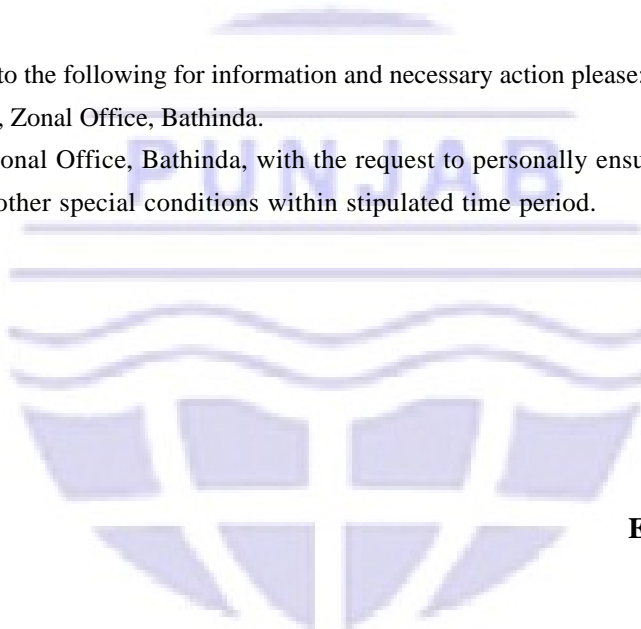 to the following for information and necessary action please:
, Zonal Office, Bathinda.
onal Office, Bathinda, with the request to personally ensu
PUNJAB
other special conditions within stipulated time period.
E